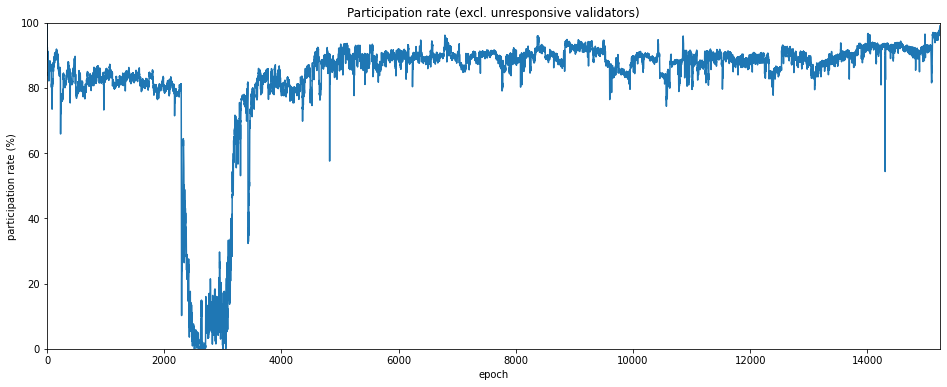 Participation rate (excl. unresponsive validators)
participation rate (%)
100
80
60
40
20
0
0 2000 4000 6000 8000 10000 12000 14000
epoch